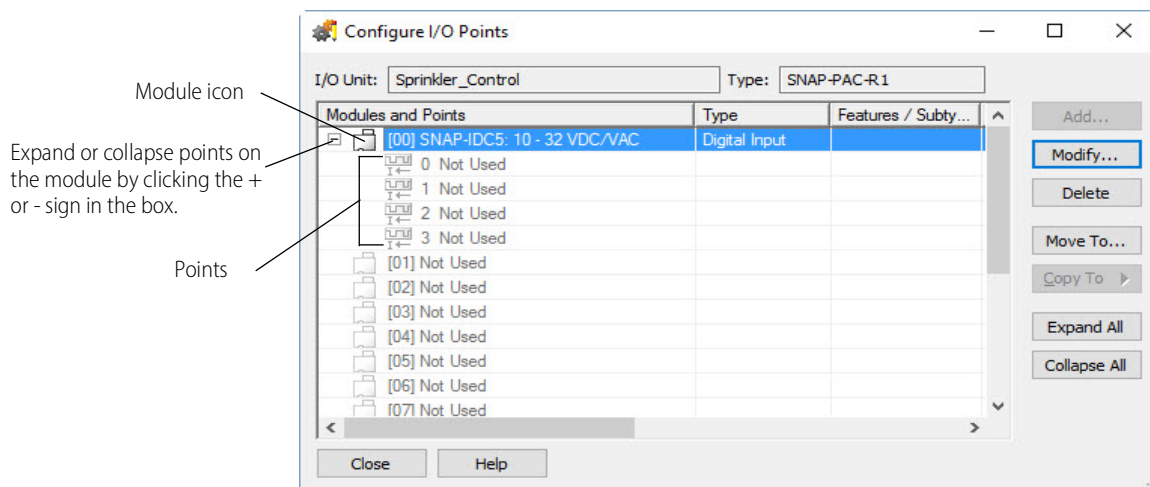 Configure I/O Points
I/O Unit: Sprinkler_Control Type: SNAP-PAC-R1
Module icon
Expand or collapse points on
the module by clicking the +
or - sign in the box.
Points
Modules and Points Type Features / Subty...
[00] SNAP-IDC5: 10 - 32 VDC/VAC Digital Input
0 Not Used
1 Not Used
2 Not Used
3 Not Used
[01] Not Used
[02] Not Used
[03] Not Used
[04] Not Used
[05] Not Used
[06] Not Used
[07] Not Used
Add...
Modify...
Delete
Move To...
Copy To
Expand All
Collapse All
Close Help